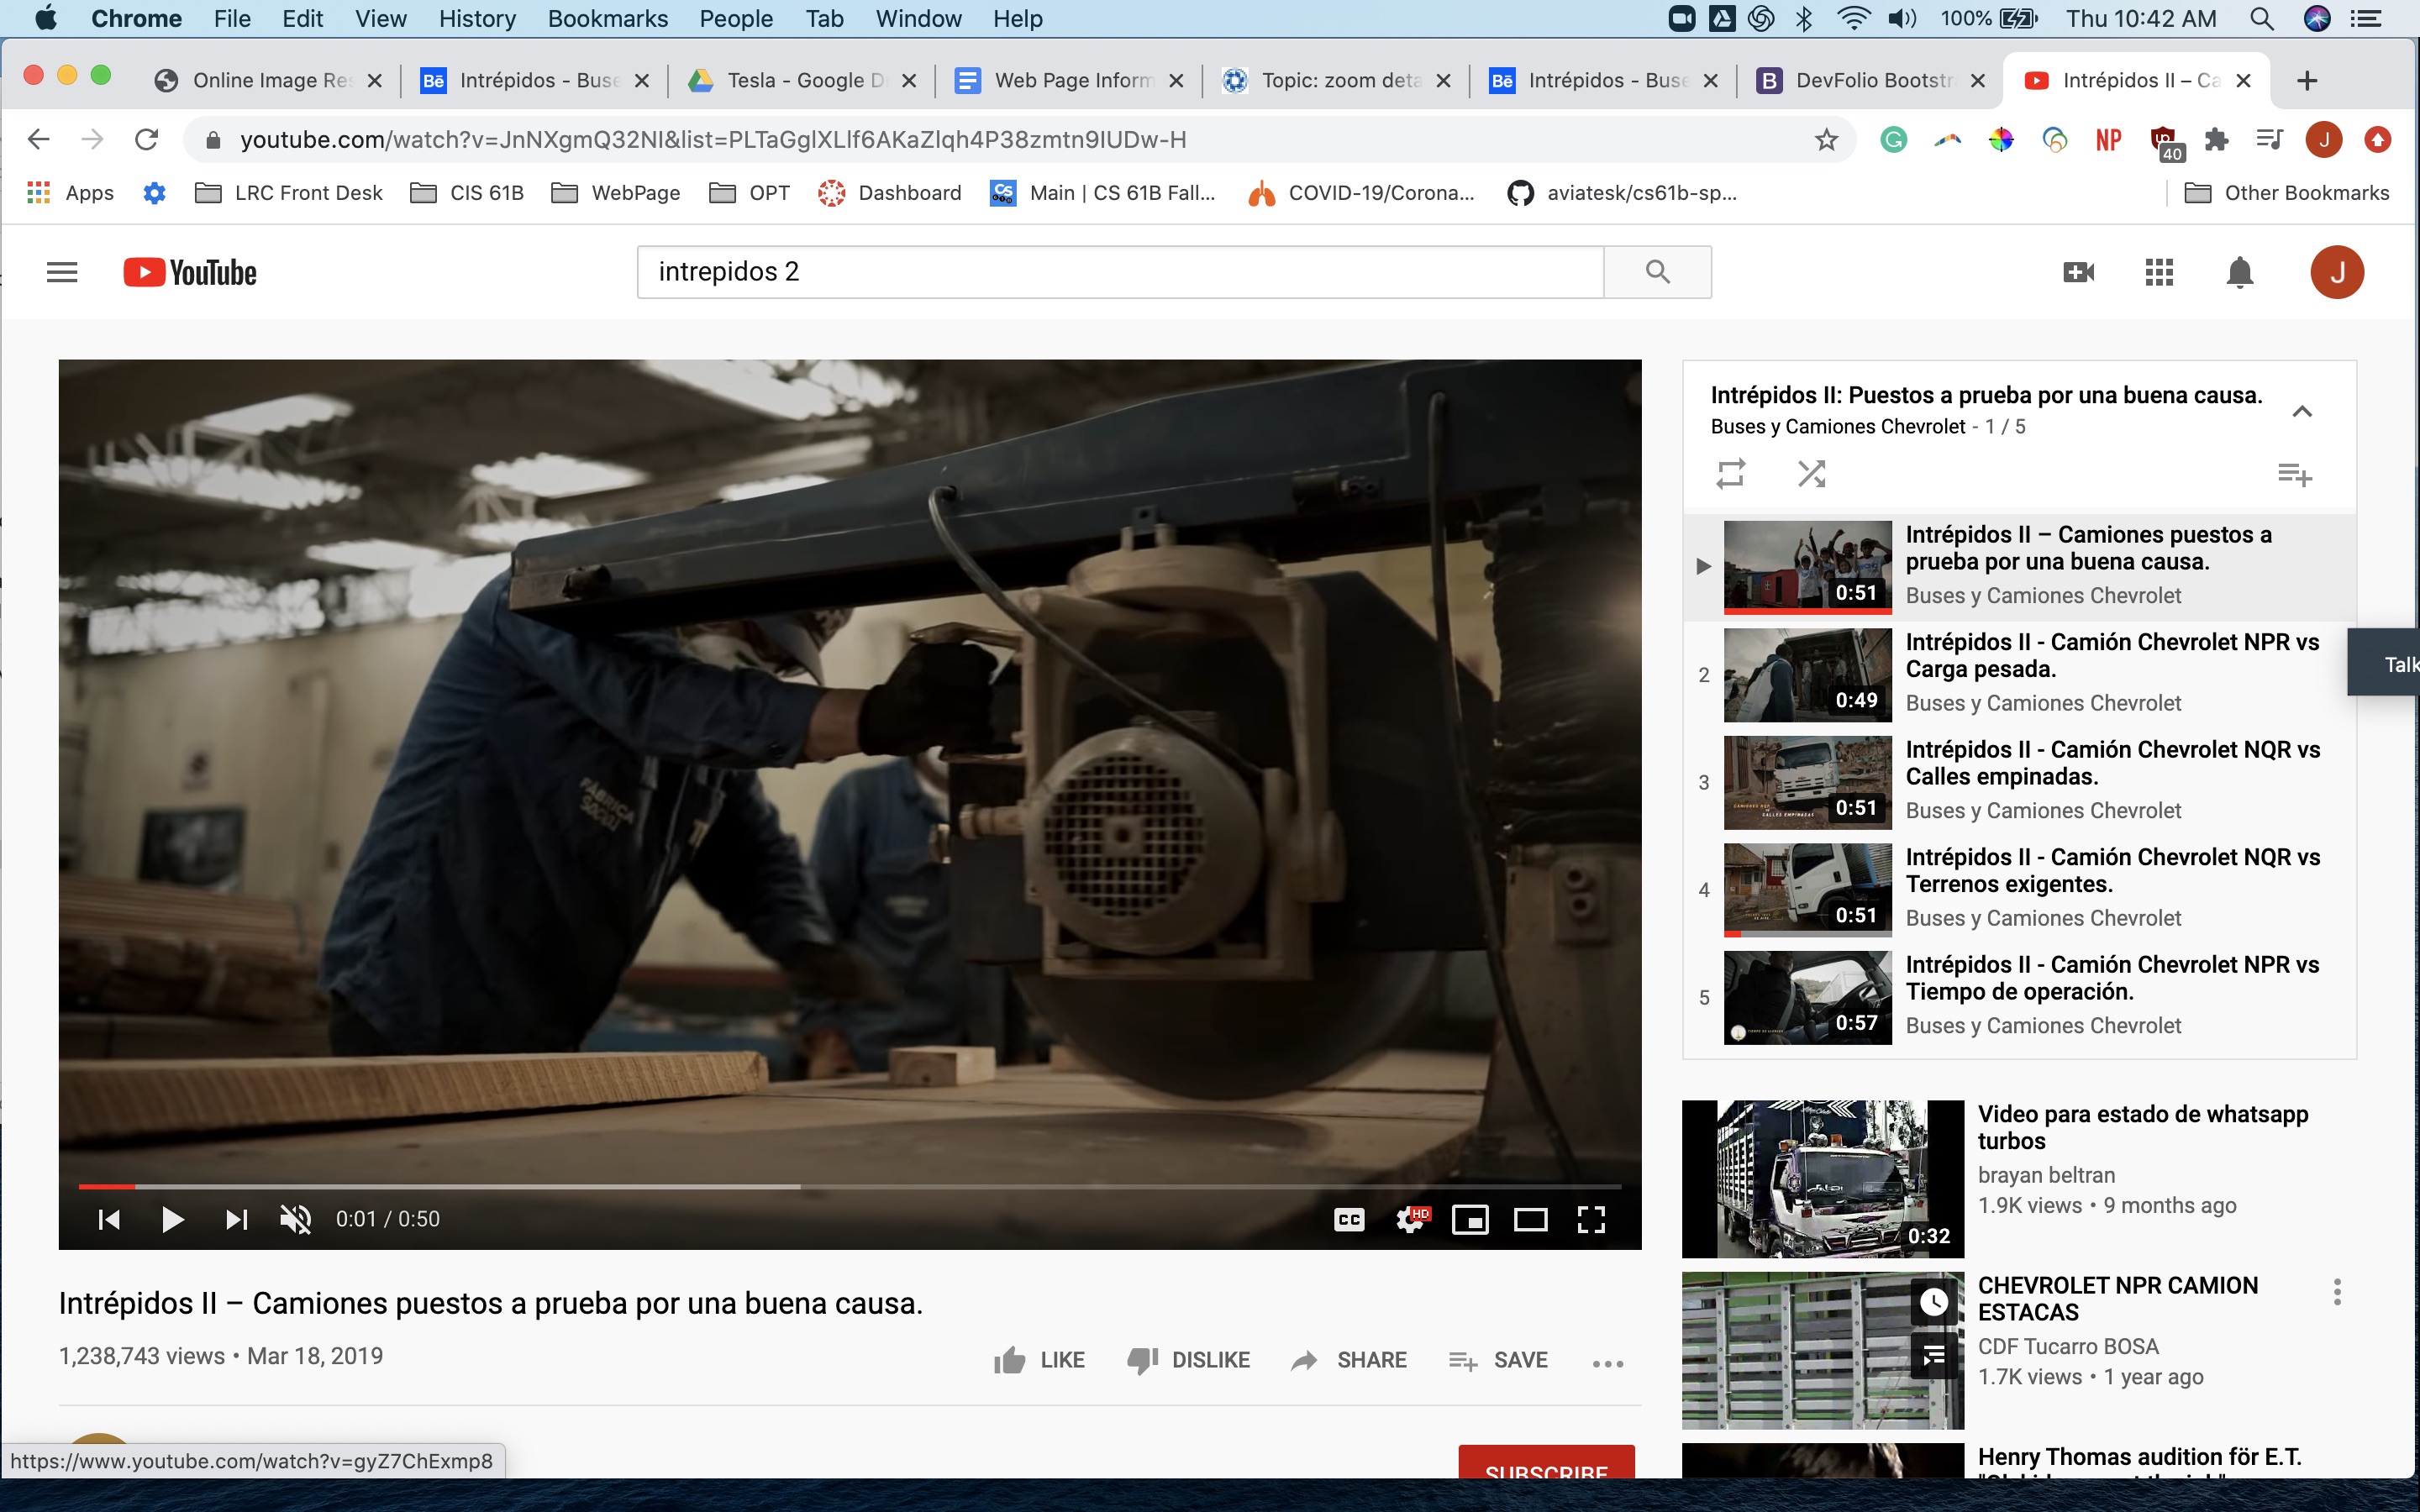 Chrome File Edit View History Bookmarks People Tab Window Help 100% Thu 10:42 AM
Online Image Res Intrépidos - Buse Tesla - Google D Web Page Inform Topic: zoom deta Intrépidos - Buse DevFolio Bootstr Intrépidos II – Ca
youtube.com/watch?v=JnNXgmQ32NI&list=PLTaGglXLlf6AKaZlqh4P38zmtn9IUDw-H NP 40 J
Apps LRC Front Desk CIS 61B WebPage OPT Dashboard Main | CS 61B Fall... COVID-19/Corona... aviatesk/cs61b-sp... Other Bookmarks
YouTube intrepidos 2 J
FÁBRICA
SOCIAL
0:01 / 0:50 CC HD
Intrépidos II – Camiones puestos a prueba por una buena causa.
1,238,743 views • Mar 18, 2019
LIKE DISLIKE SHARE SAVE
SUBSCRIBE
https://www.youtube.com/watch?v=gyZ7ChExmp8
Intrépidos II: Puestos a prueba por una buena causa.
Buses y Camiones Chevrolet - 1 / 5
0:51
Intrépidos II – Camiones puestos a
prueba por una buena causa.
Buses y Camiones Chevrolet
2
0:49
Intrépidos II - Camión Chevrolet NPR vs
Carga pesada.
Buses y Camiones Chevrolet
3
0:51
Intrépidos II - Camión Chevrolet NQR vs
Calles empinadas.
Buses y Camiones Chevrolet
4
0:51
Intrépidos II - Camión Chevrolet NQR vs
Terrenos exigentes.
Buses y Camiones Chevrolet
5
0:57
Intrépidos II - Camión Chevrolet NPR vs
Tiempo de operación.
Buses y Camiones Chevrolet
Talk
0:32
Video para estado de whatsapp
turbos
brayan beltran
1.9K views • 9 months ago
CHEVROLET NPR CAMION
ESTACAS
CDF Tucarro BOSA
1.7K views • 1 year ago
Henry Thomas audition för E.T.